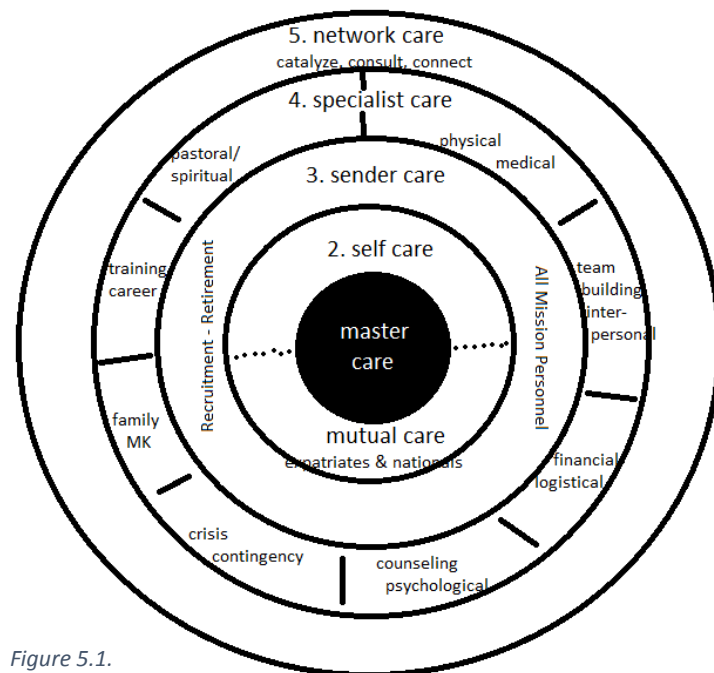 5. network care
catalyze, consult, connect
4. specialist care
pastoral/
spiritual
physical
medical
3. sender care
training
career
2. self care
team
building
inter-
personal
Recruitment - Retirement
All Mission Personnel
master
care
mutual care
expatriates & nationals
family
MK
financial
logistical
crisis
contingency
counseling
psychological
Figure 5.1.